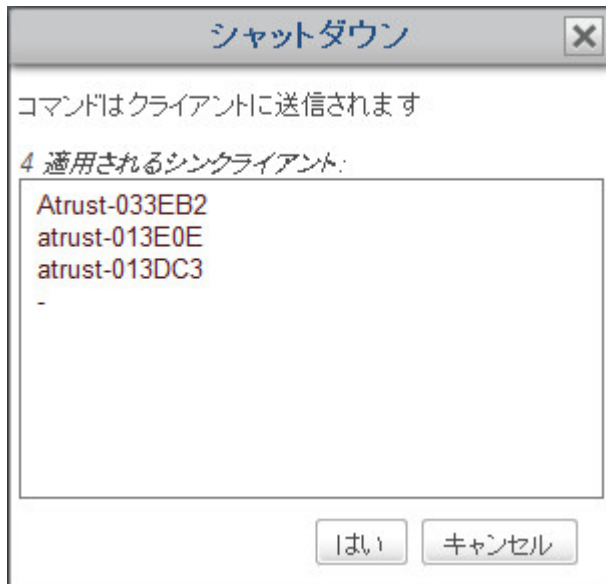 シャットダウン
コマンドはクライアントに送信されます
4 適用されるシンクライアント:
Atrust-033EB2
atrust-013E0E
atrust-013DC3
-
はい キャンセル